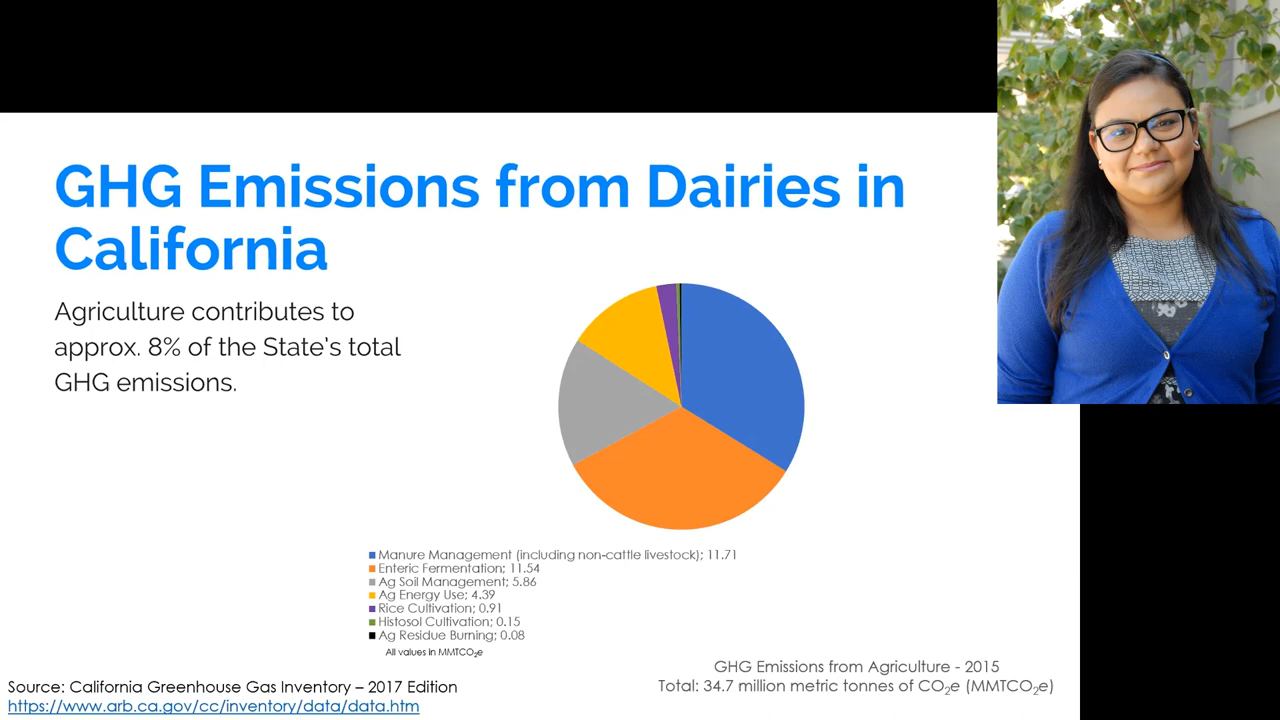 GHG Emissions from Dairies in
California
Agriculture contributes to
approx. 8% of the State's total
GHG emissions.
Manure Management (including non-cattle livestock); 11.71
Enteric Fermentation; 11.54
Ag Soil Management; 5.86
Ag Energy Use; 4.39
Rice Cultivation; 0.91
Histosol Cultivation; 0.15
Ag Residue Burning; 0.08
All values in MMTCO₂e
GHG Emissions from Agriculture - 2015
Total: 34.7 million metric tonnes of CO₂e (MMTCO₂e)
Source: California Greenhouse Gas Inventory – 2017 Edition
https://www.arb.ca.gov/cc/inventory/data/data.htm